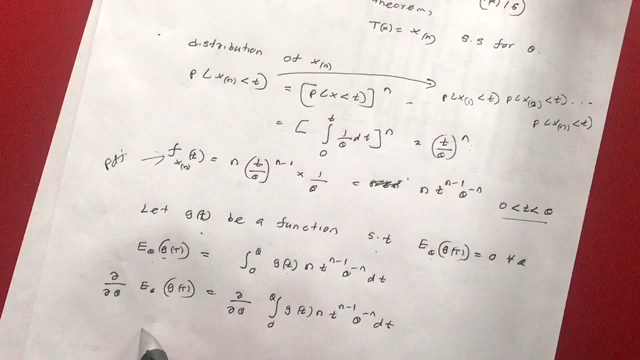 theorem,
T(x) = x(n) s.s for θ.
distribution of x(n)
P(x(n)<t) = [P(x<t)]^n - P(x(1)<t) P(x(2)<t) ...
P(x(n)<t)
= [ ∫_0^t 1/θ dt ]^n = (t/θ)^n
pdf → f_x(n)(t) = n (t/θ)^{n-1} × 1/θ = n t^{n-1} θ^{-n} 0<t<θ
Let g(t) be a function s.t E_θ(g(T)) = 0 ∀ θ
E_θ(g(T)) = ∫_0^θ g(t) n t^{n-1} θ^{-n} dt
∂/∂θ E_θ(g(T)) = ∂/∂θ ∫_0^θ g(t) n t^{n-1} θ^{-n} dt